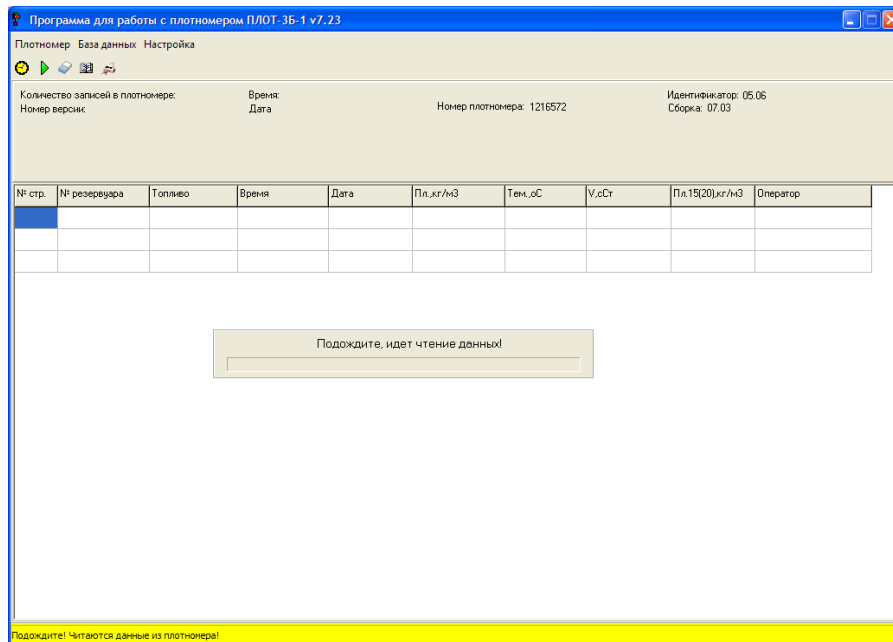 Программа для работы с плотномером ПЛОТ-3Б-1 v7.23
Плотномер База данных Настройка
Количество записей в плотномере: Время: Идентификатор: 05.06
Номер версии: Дата Номер плотномера: 1216572 Сборка: 07.03
№ стр. № резервуара Топливо Время Дата Пл.,кг/м3 Тем.,оС V,сСт Пл.15(20),кг/м3 Оператор
Подождите, идет чтение данных!
Подождите! Читаются данные из плотномера!